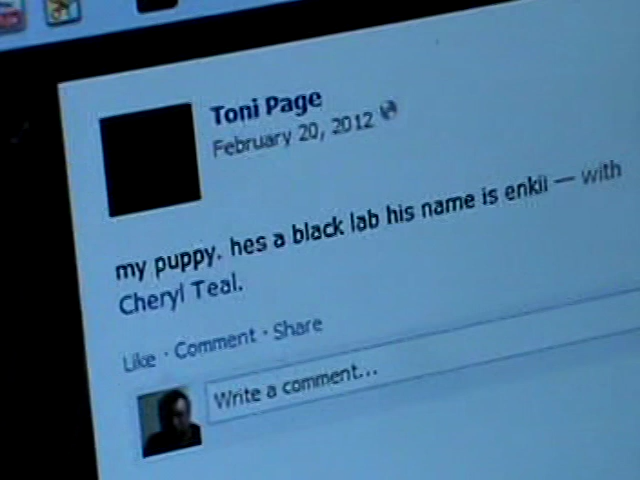 Toni Page
February 20, 2012
my puppy. hes a black lab his name is enkii — with
Cheryl Teal.
Like · Comment · Share
Write a comment...